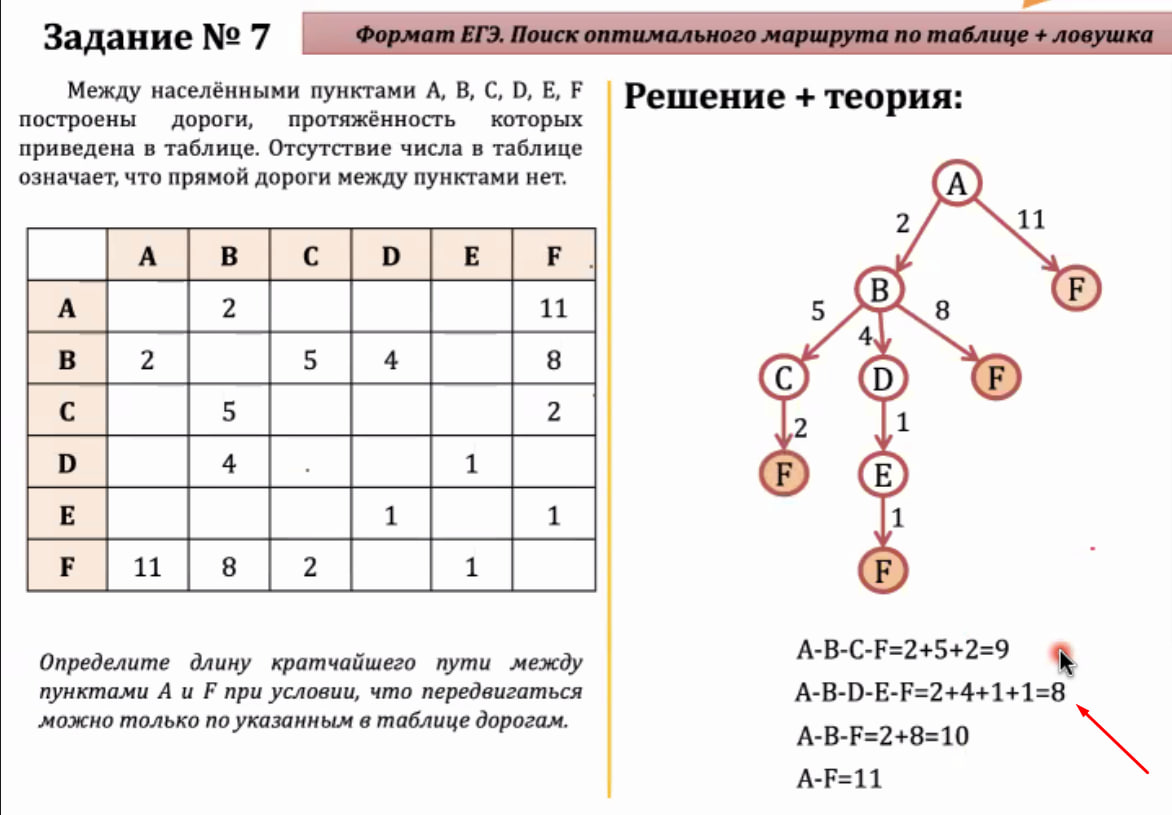 Задание № 7
Формат ЕГЭ. Поиск оптимального маршрута по таблице + ловушка
Между населёнными пунктами A, B, C, D, E, F
построены дороги, протяжённость которых
приведена в таблице. Отсутствие числа в таблице
означает, что прямой дороги между пунктами нет.
A B C D E F
A 2 11
B 2 5 4 8
C 5 2
D 4 1
E 1 1
F 11 8 2 1
Определите длину кратчайшего пути между
пунктами A и F при условии, что передвигаться
можно только по указанным в таблице дорогам.
Решение + теория:
A
2 11
B F
5 4 8
C D F
2 1
F E
1
F
A-B-C-F=2+5+2=9
A-B-D-E-F=2+4+1+1=8
A-B-F=2+8=10
A-F=11